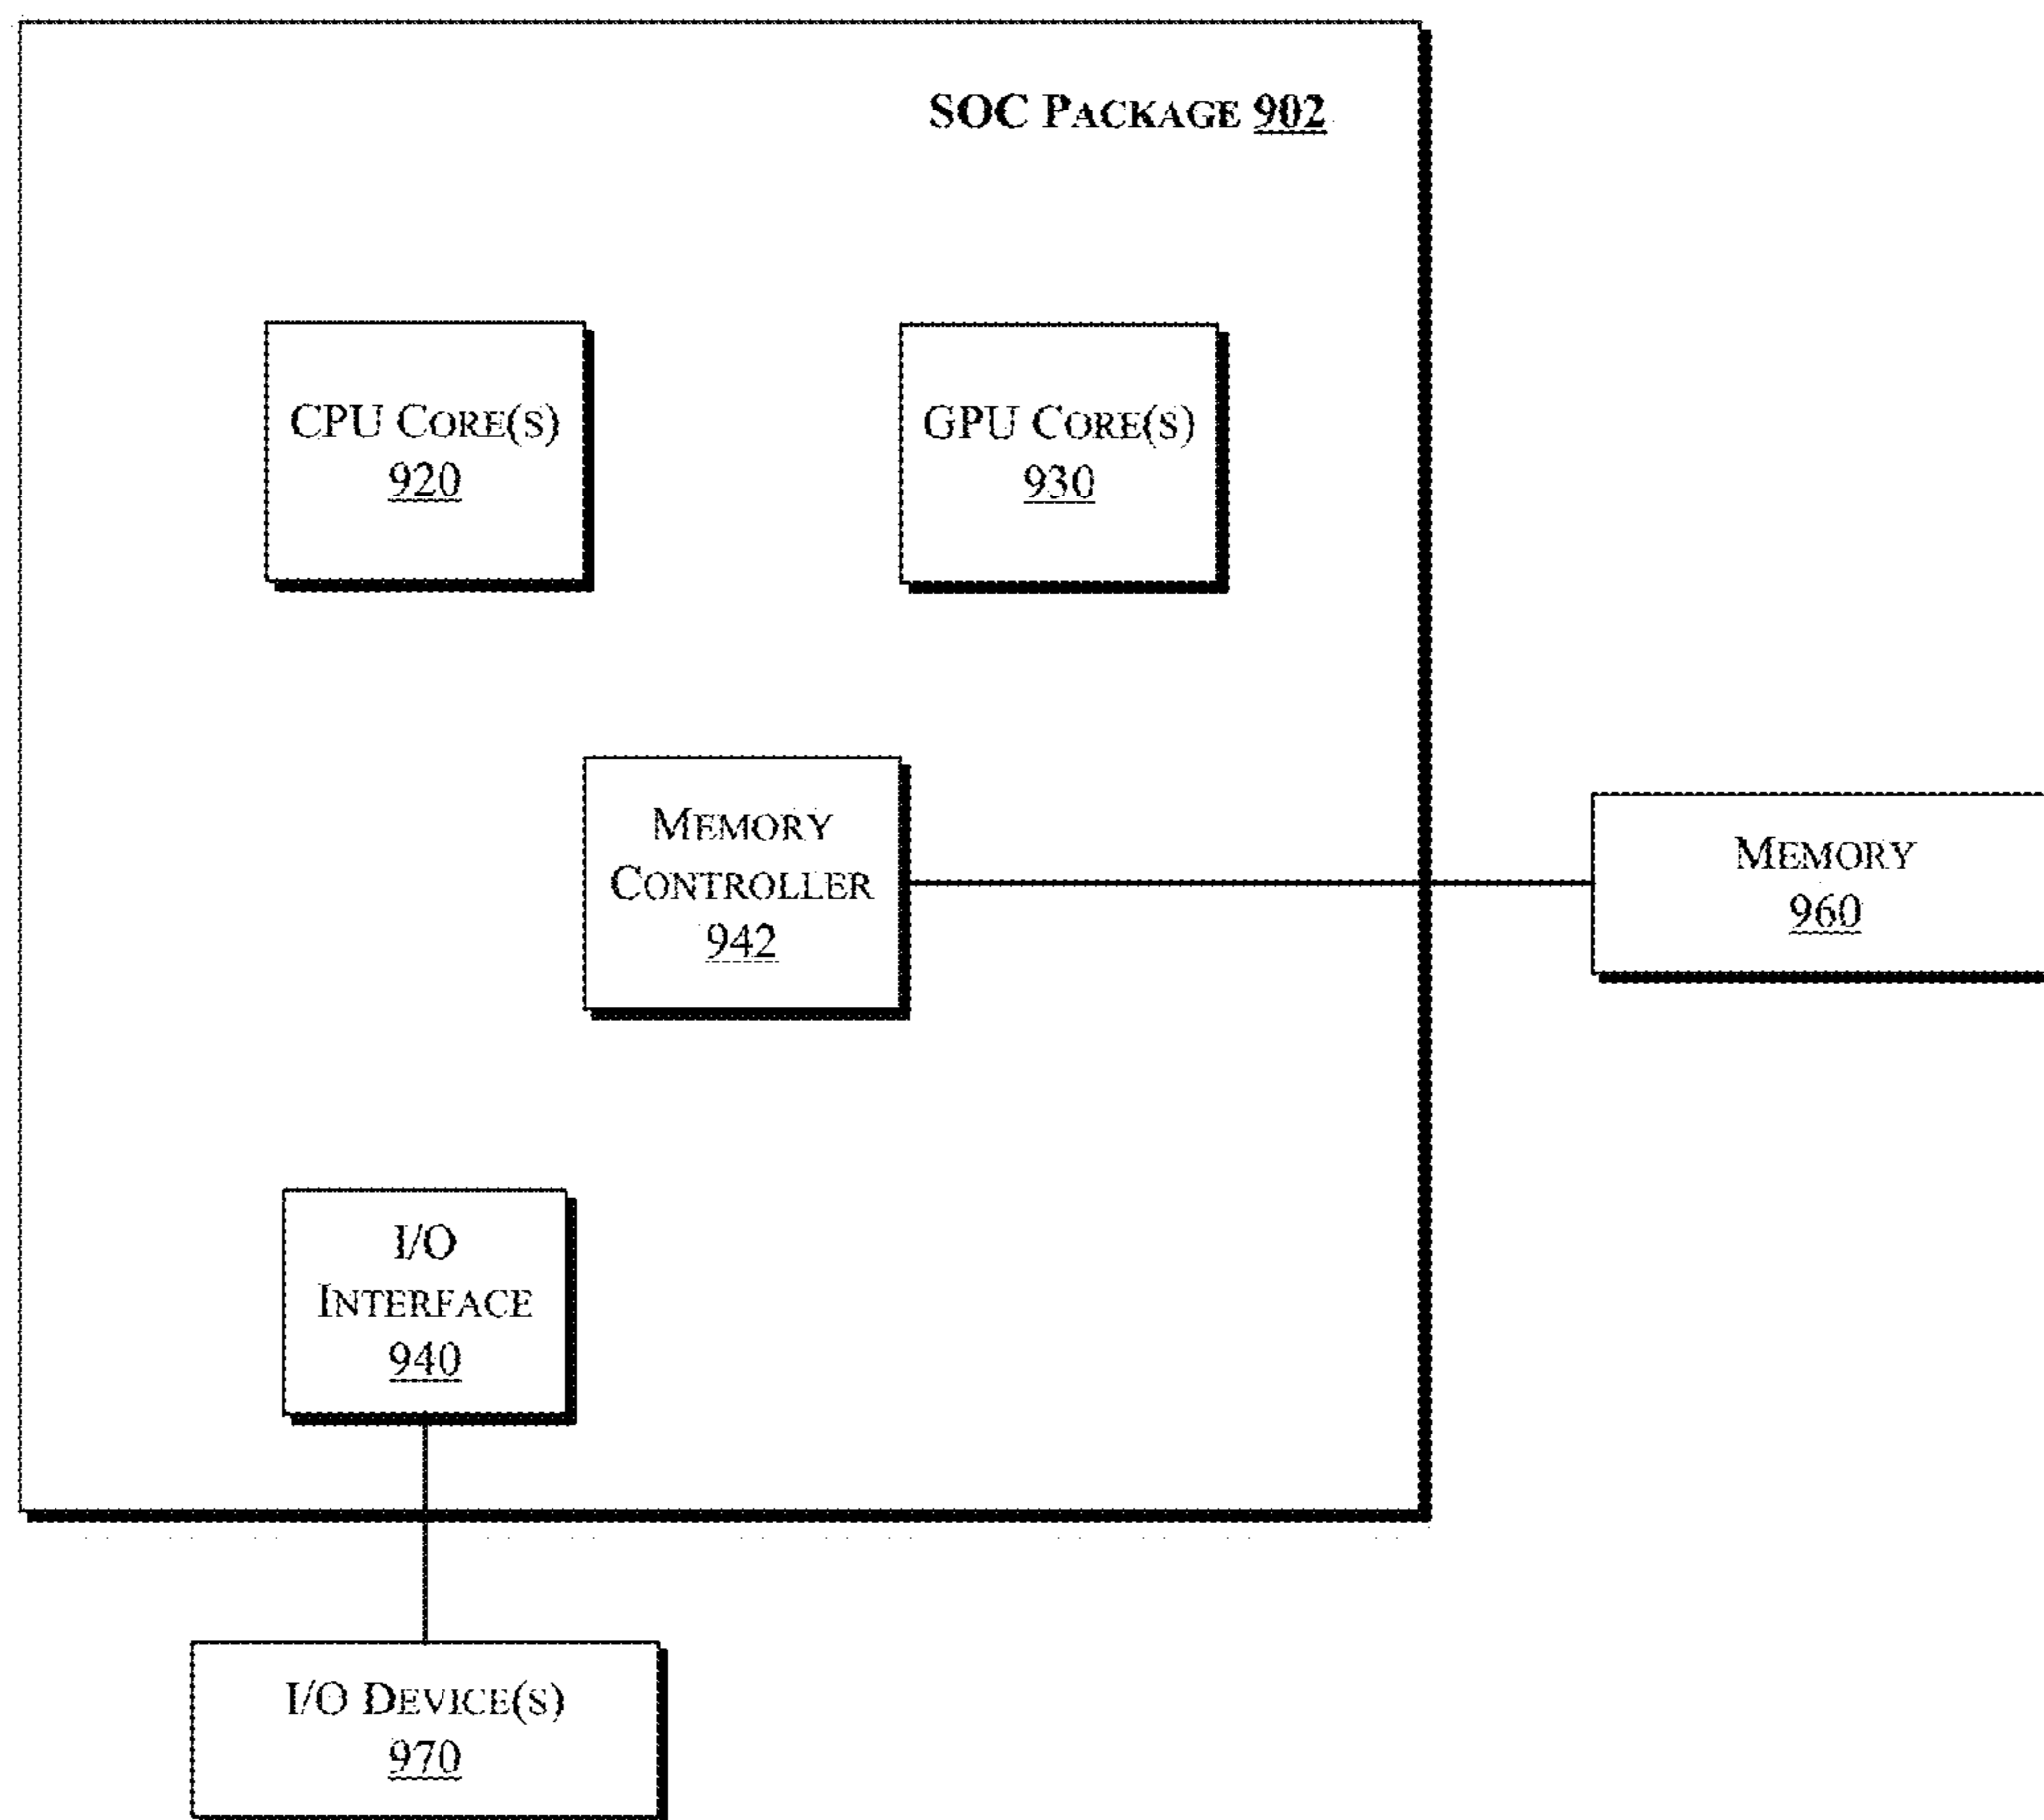 SOC PACKAGE 902
CPU CORE(S)
920
GPU CORE(S)
930
MEMORY
CONTROLLER
942
MEMORY
960
I/O
INTERFACE
940
I/O DEVICE(S)
970